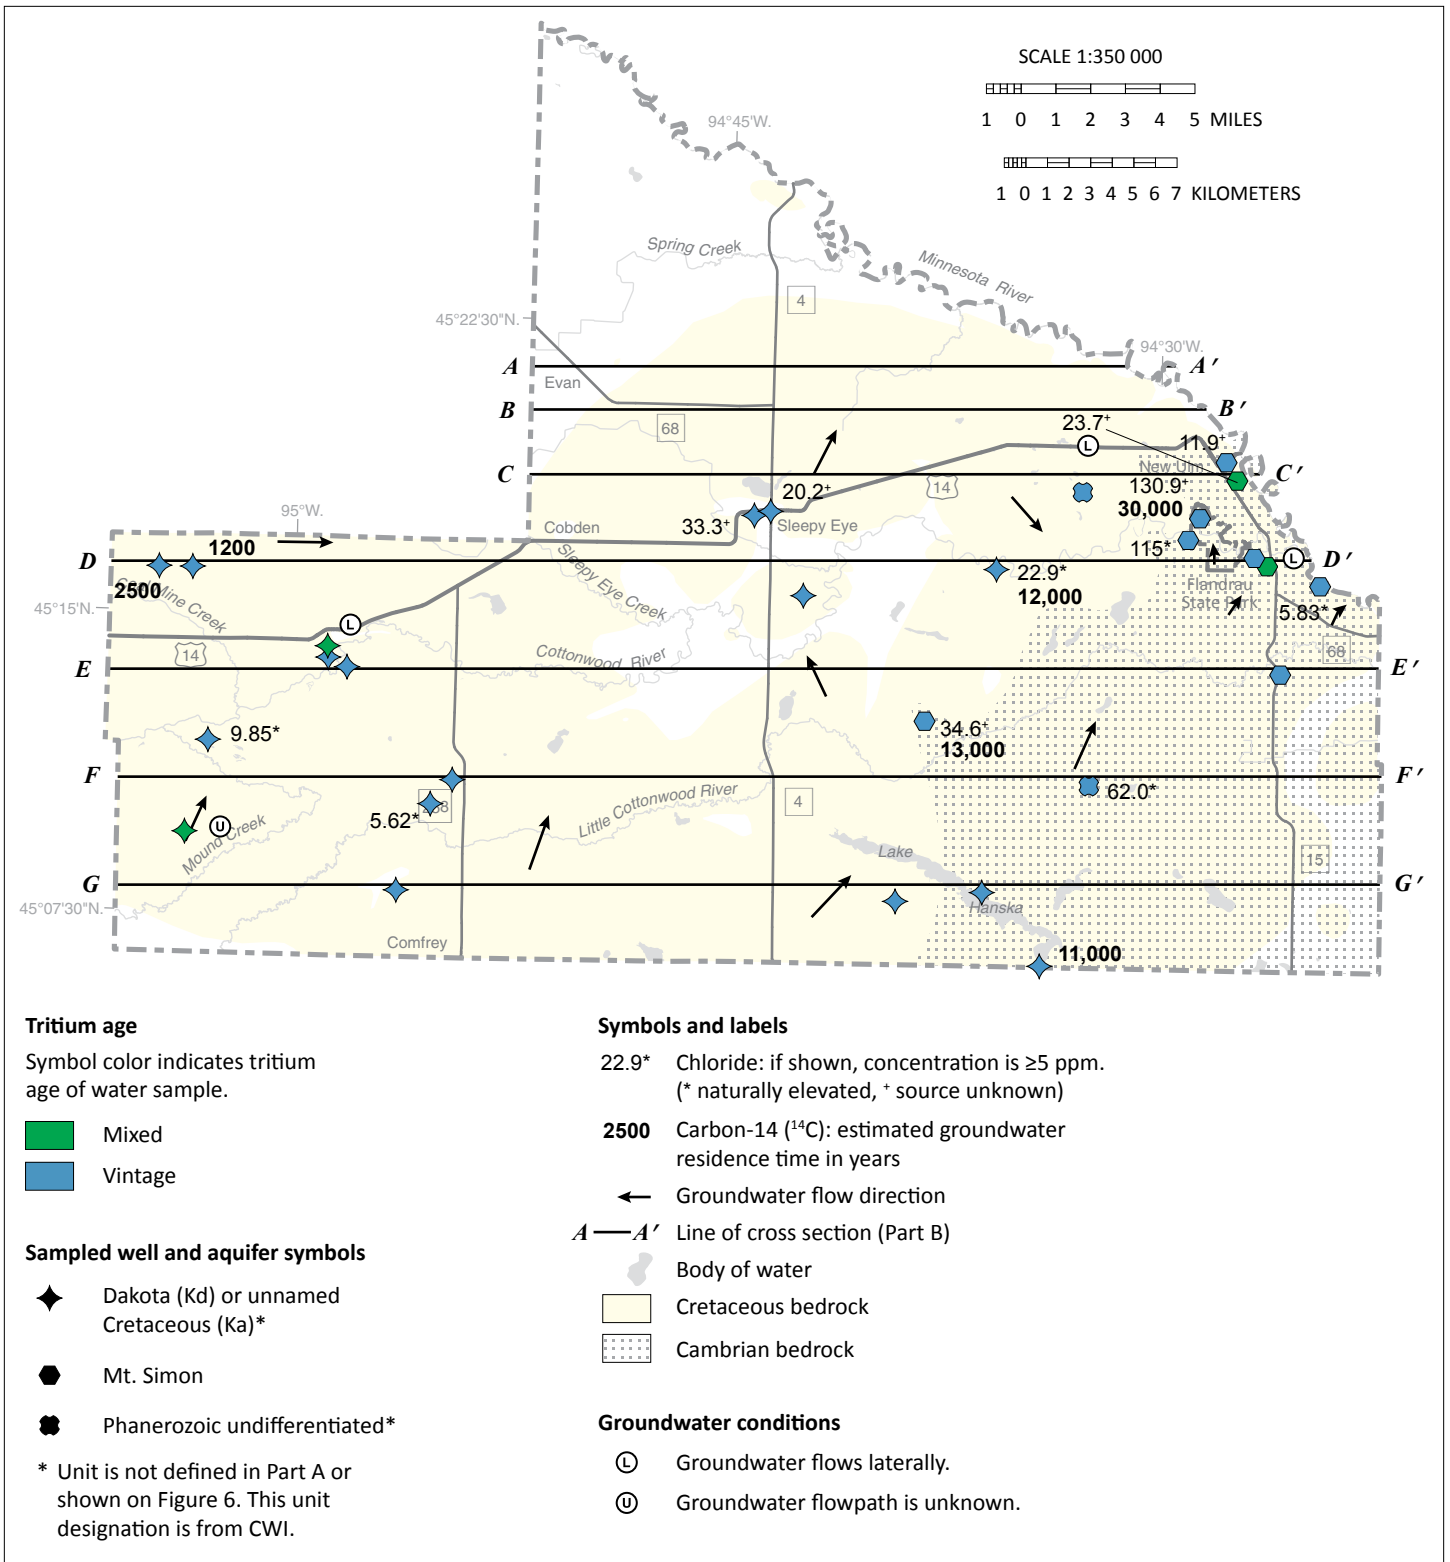 SCALE 1:350 000
1 0 1 2 3 4 5 MILES
1 0 1 2 3 4 5 6 7 KILOMETERS
94°45'W.
Spring Creek
Minnesota River
4
45°22'30"N.
94°30'W.
A A′
Evan
B B′
68
23.7+
L
11.9+
New Ulm
C C′
14
130.9+
20.2+
30,000
33.3+
Sleepy Eye
95°W.
Cobden
1200
115*
D L D′
2500
Coal Mine Creek
Sleepy Eye Creek
22.9*
12,000
Flandrau
State Park
45°15'N.
5.83*
L
14
Cottonwood River
68
E E′
9.85*
34.6+
13,000
F F′
62.0*
4
5.62*
258
Little Cottonwood River
U
Mound Creek
Lake
15
G G′
45°07'30"N.
Hanska
Comfrey
11,000
Tritium age
Symbol color indicates tritium
age of water sample.
Mixed
Vintage
Sampled well and aquifer symbols
Dakota (Kd) or unnamed
Cretaceous (Ka)*
Mt. Simon
Phanerozoic undifferentiated*
* Unit is not defined in Part A or
shown on Figure 6. This unit
designation is from CWI.
Symbols and labels
22.9* Chloride: if shown, concentration is ≥5 ppm.
(* naturally elevated, + source unknown)
2500 Carbon-14 (14C): estimated groundwater
residence time in years
Groundwater flow direction
A A′ Line of cross section (Part B)
Body of water
Cretaceous bedrock
Cambrian bedrock
Groundwater conditions
L Groundwater flows laterally.
U Groundwater flowpath is unknown.